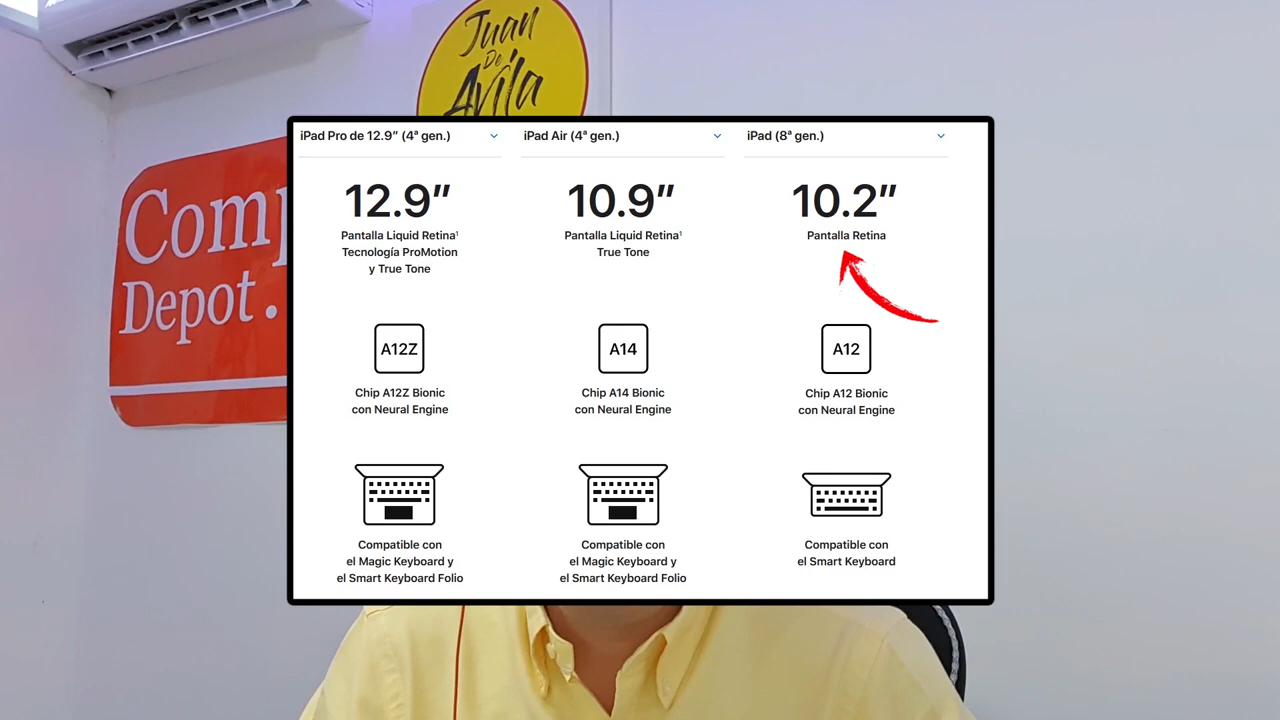 Juan
De
Avila
Comp
Depot.
iPad Pro de 12.9” (4ª gen.)
iPad Air (4ª gen.)
iPad (8ª gen.)
12.9”
10.9”
10.2”
Pantalla Liquid Retina¹
Tecnología ProMotion
y True Tone
Pantalla Liquid Retina¹
True Tone
Pantalla Retina
A12Z
A14
A12
Chip A12Z Bionic
con Neural Engine
Chip A14 Bionic
con Neural Engine
Chip A12 Bionic
con Neural Engine
Compatible con
el Magic Keyboard y
el Smart Keyboard Folio
Compatible con
el Magic Keyboard y
el Smart Keyboard Folio
Compatible con
el Smart Keyboard